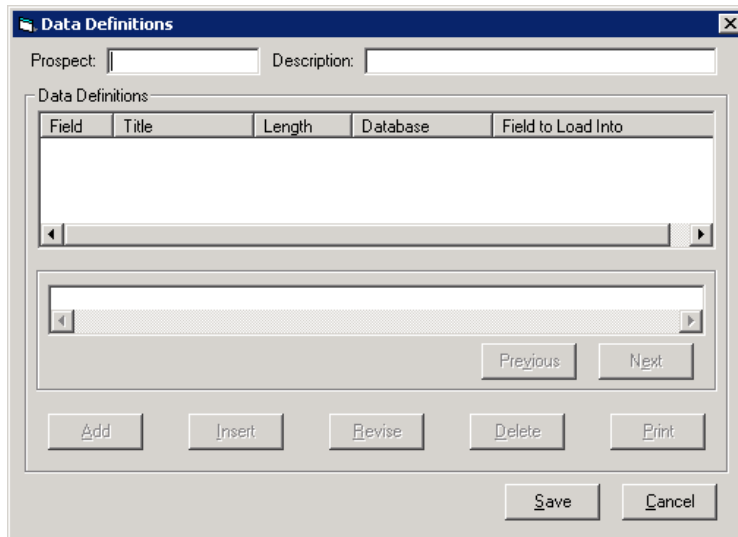 Data Definitions
Prospect: Description:
Data Definitions
Field Title Length Database Field to Load Into
Previous Next
Add Insert Revise Delete Print
Save Cancel